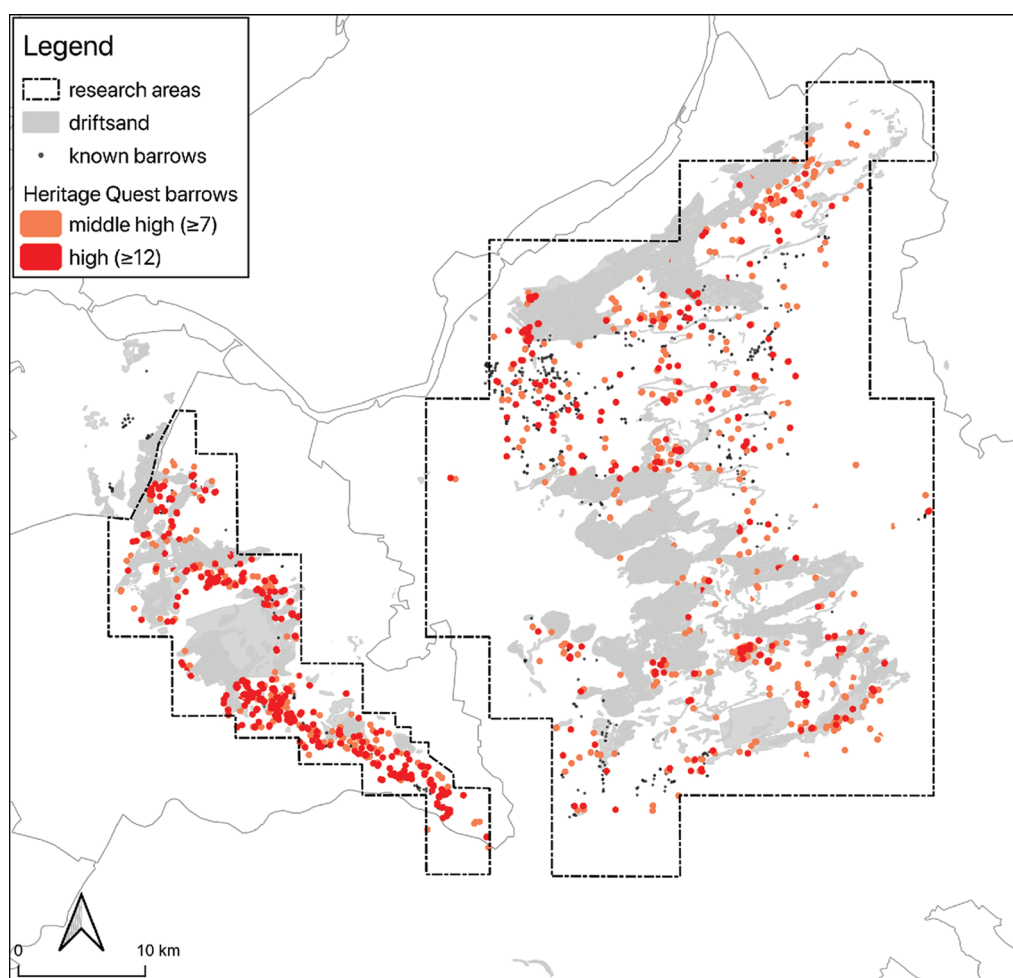 Legend
research areas
driftsand
known barrows
Heritage Quest barrows
middle high (≥7)
high (≥12)
0 10 km